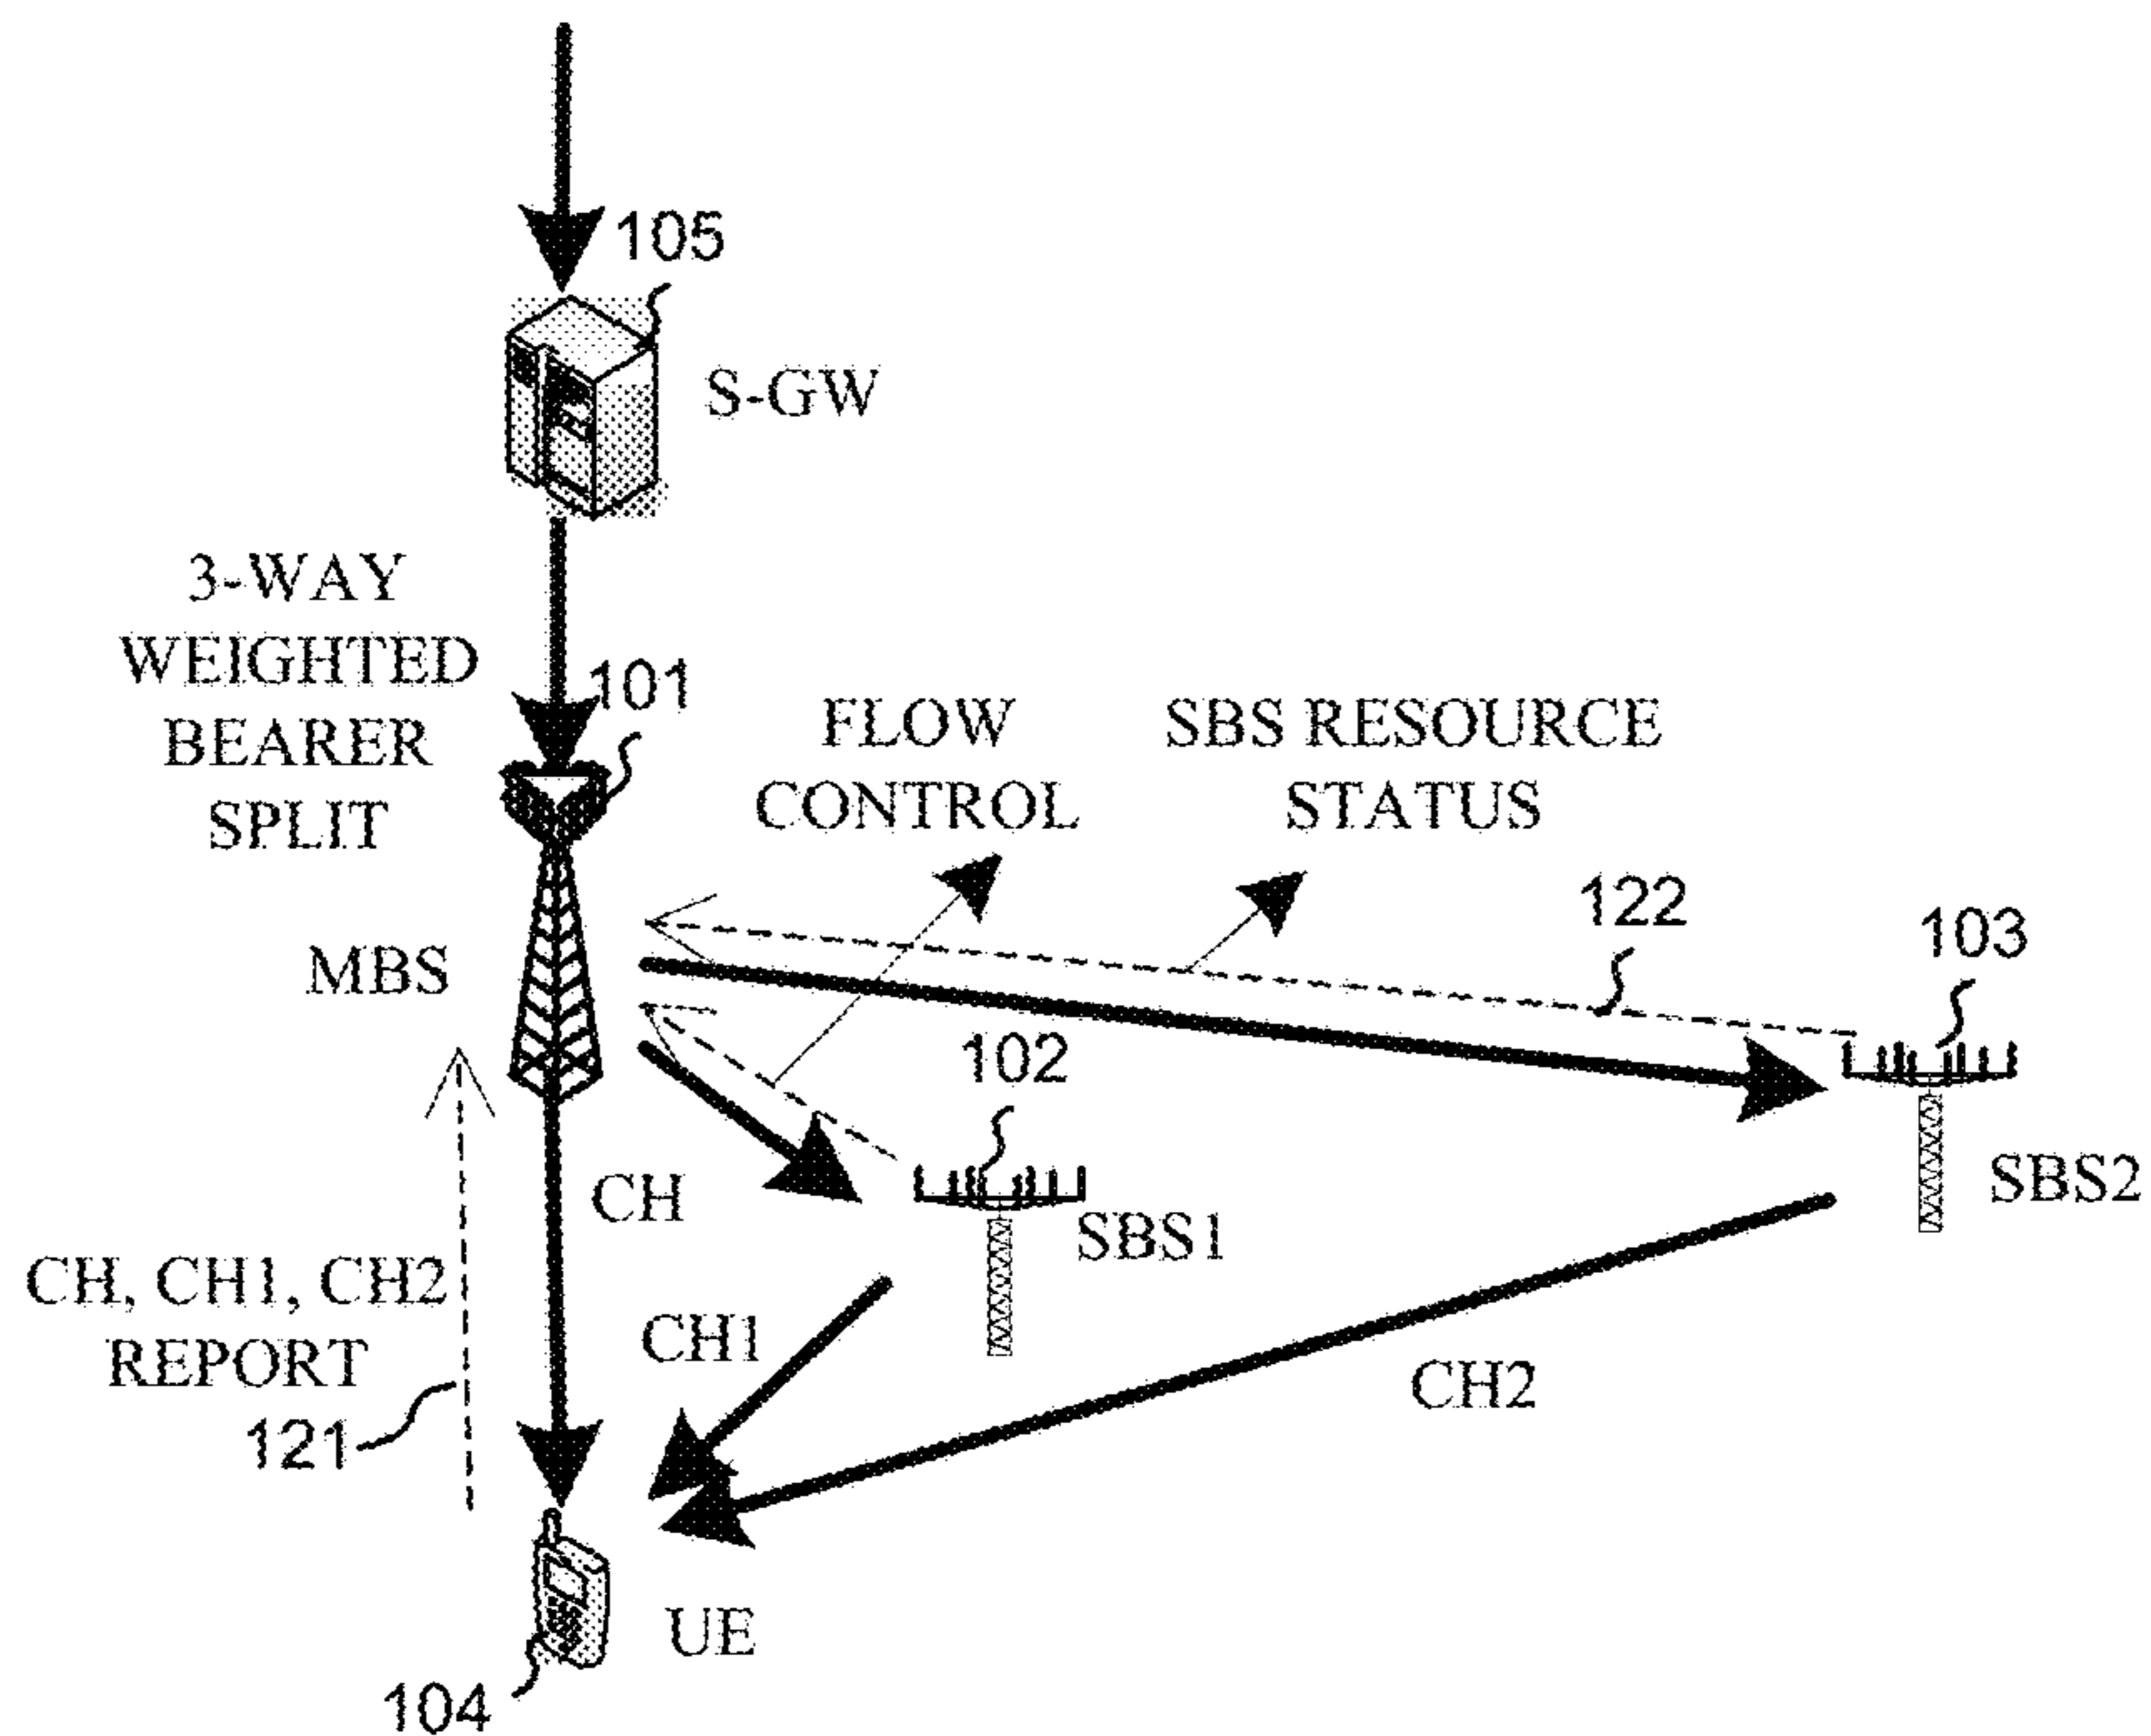 105
S-GW
3-WAY
WEIGHTED
BEARER
SPLIT
101
FLOW
CONTROL
SBS RESOURCE
STATUS
122
103
MBS
102
CH
SBS1
SBS2
CH, CH1, CH2
REPORT
CH1
CH2
121
UE
104